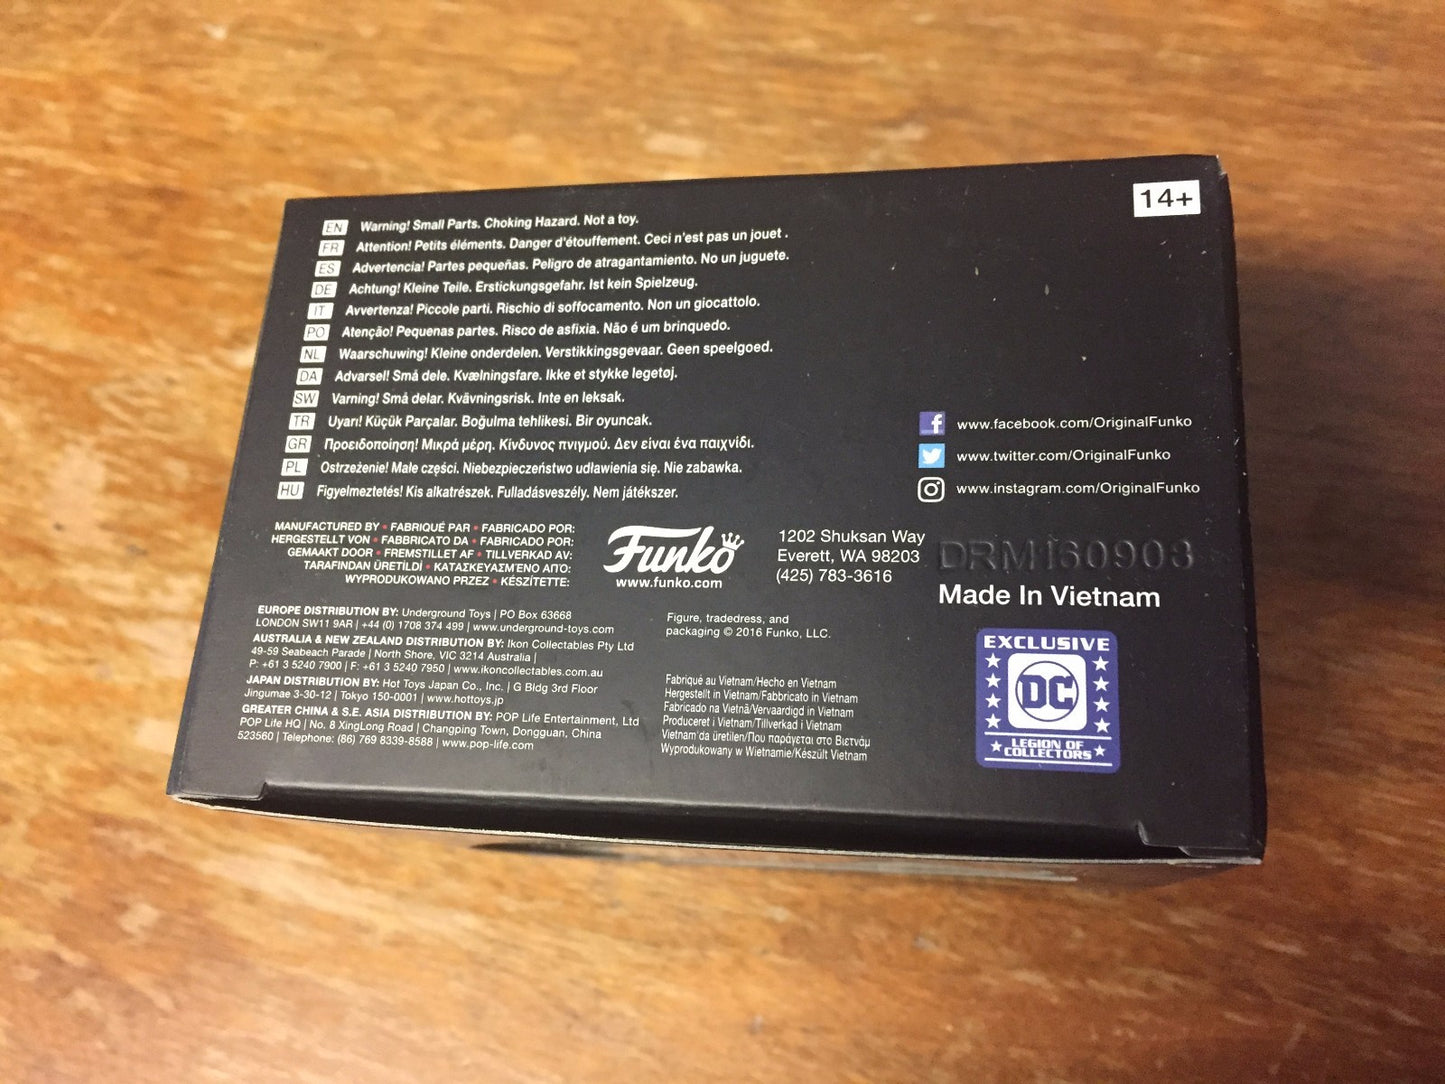 14+
EN Warning! Small Parts. Choking Hazard. Not a toy.
FR Attention! Petits éléments. Danger d'étouffement. Ceci n'est pas un jouet .
ES Advertencia! Partes pequeñas. Peligro de atragantamiento. No un juguete.
DE Achtung! Kleine Teile. Erstickungsgefahr. Ist kein Spielzeug.
IT Avvertenza! Piccole parti. Rischio di soffocamento. Non un giocattolo.
PO Atenção! Pequenas partes. Risco de asfixia. Não é um brinquedo.
NL Waarschuwing! Kleine onderdelen. Verstikkingsgevaar. Geen speelgoed.
DA Advarsel! Små dele. Kvælningsfare. Ikke et stykke legetøj.
SW Varning! Små delar. Kvävningsrisk. Inte en leksak.
TR Uyarı! Küçük Parçalar. Boğulma tehlikesi. Bir oyuncak.
GR Προειδοποίηση! Μικρά μέρη. Κίνδυνος πνιγμού. Δεν είναι ένα παιχνίδι.
PL Ostrzeżenie! Małe części. Niebezpieczeństwo udławienia się. Nie zabawka.
HU Figyelmeztetés! Kis alkatrészek. Fulladásveszély. Nem játékszer.
www.facebook.com/OriginalFunko
www.twitter.com/OriginalFunko
www.instagram.com/OriginalFunko
MANUFACTURED BY • FABRIQUÉ PAR • FABRICADO POR:
HERGESTELLT VON • FABBRICATO DA • FABRICADO POR:
GEMAAKT DOOR • FREMSTILLET AF • TILLVERKAD AV:
TARAFINDAN ÜRETİLDİ • ΚΑΤΑΣΚΕΥΑΣΜΈΝΟ ΑΠΌ:
WYPRODUKOWANO PRZEZ • KÉSZÍTETTE:
Funko
www.funko.com
1202 Shuksan Way
Everett, WA 98203
(425) 783-3616
DRM160908
Made In Vietnam
EUROPE DISTRIBUTION BY: Underground Toys | PO Box 63668
LONDON SW11 9AR | +44 (0) 1708 374 499 | www.underground-toys.com
AUSTRALIA & NEW ZEALAND DISTRIBUTION BY: Ikon Collectables Pty Ltd
49-59 Seabeach Parade | North Shore, VIC 3214 Australia |
P: +61 3 5240 7900 | F: +61 3 5240 7950 | www.ikoncollectables.com.au
JAPAN DISTRIBUTION BY: Hot Toys Japan Co., Inc. | G Bldg 3rd Floor
Jingumae 3-30-12 | Tokyo 150-0001 | www.hottoys.jp
GREATER CHINA & S.E. ASIA DISTRIBUTION BY: POP Life Entertainment, Ltd
POP Life HQ | No. 8 XingLong Road | Changping Town, Dongguan, China
523560 | Telephone: (86) 769 8339-8588 | www.pop-life.com
Figure, tradedress, and
packaging © 2016 Funko, LLC.
Fabriqué au Vietnam/Hecho en Vietnam
Hergestellt in Vietnam/Fabbricato in Vietnam
Fabricado na Vietnã/Vervaardigd in Vietnam
Produceret i Vietnam/Tillverkad i Vietnam
Vietnam'da üretilen/Που παράγεται στο Βιετνάμ
Wyprodukowany w Wietnamie/Készült Vietnam
EXCLUSIVE
DC
LEGION OF
COLLECTORS